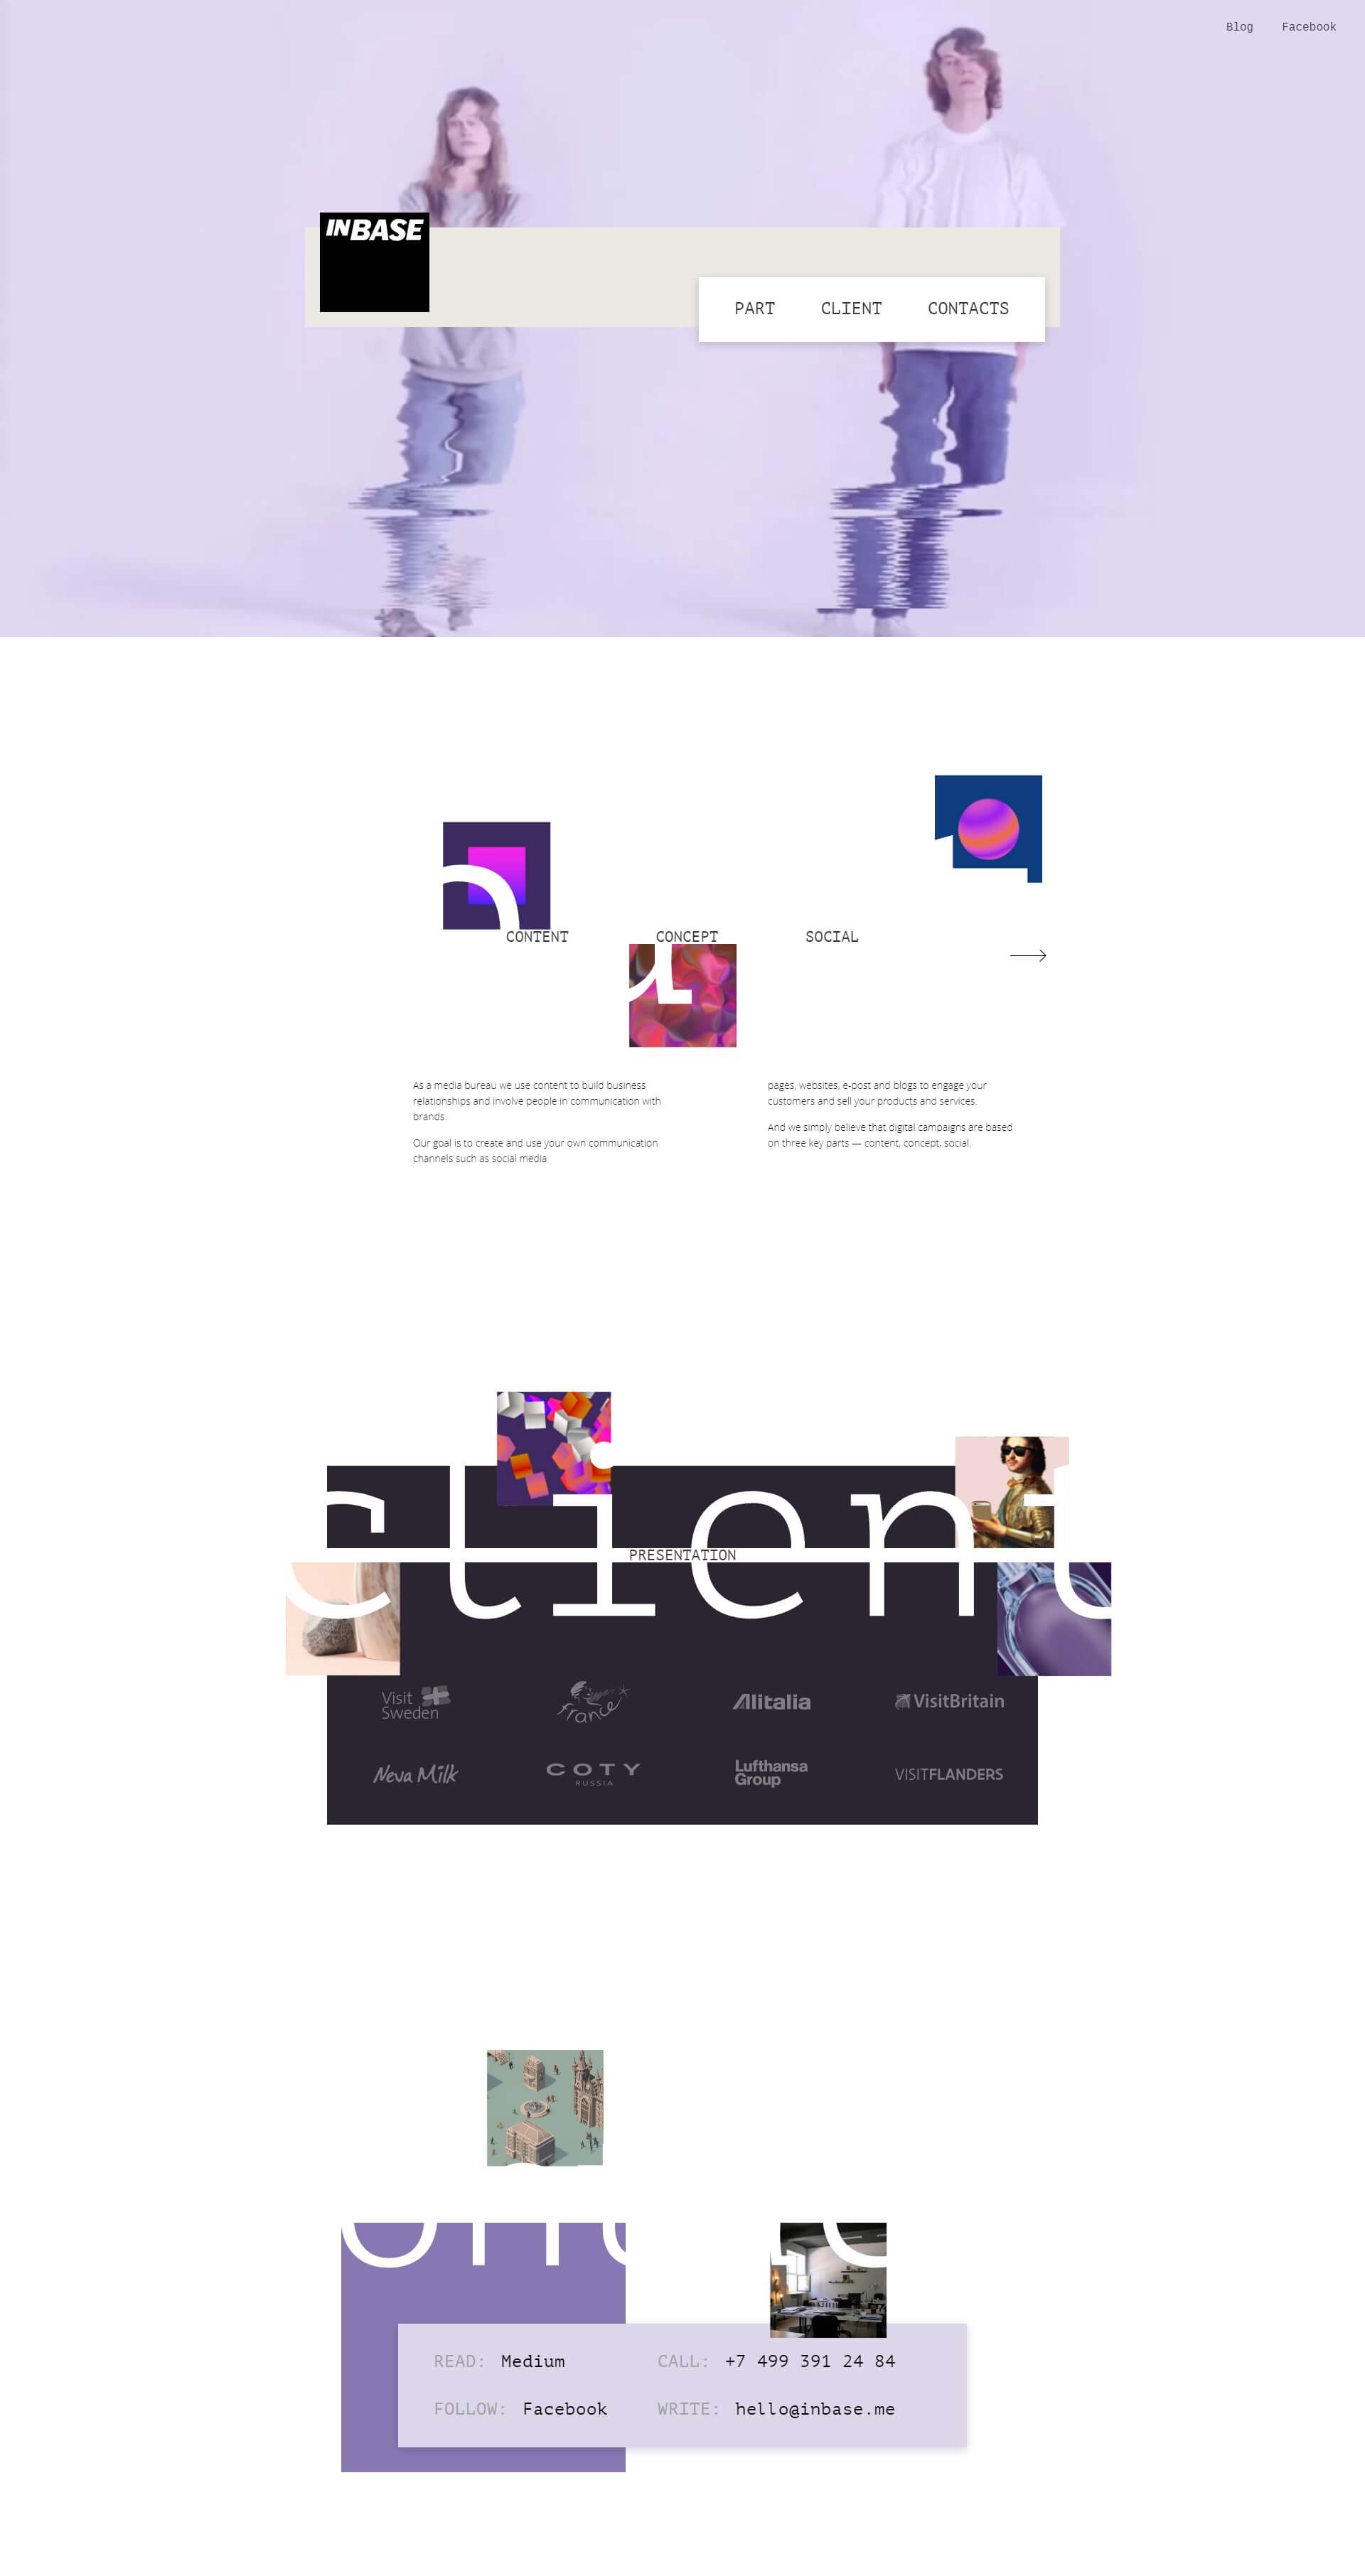 Blog Facebook
INBASE
PART CLIENT CONTACTS
CONTENT CONCEPT SOCIAL
As a media bureau we use content to build business
relationships and involve people in communication with
brands.
Our goal is to create and use your own communication
channels such as social media
pages, websites, e-post and blogs to engage your
customers and sell your products and services.
And we simply believe that digital campaigns are based
on three key parts — content, concept, social.
client
PRESENTATION
Visit
Sweden
france
Alitalia
VisitBritain
Neva Milk
COTY
RUSSIA
Lufthansa
Group
VISITFLANDERS
READ: Medium
CALL: +7 499 391 24 84
FOLLOW: Facebook
WRITE: hello@inbase.me